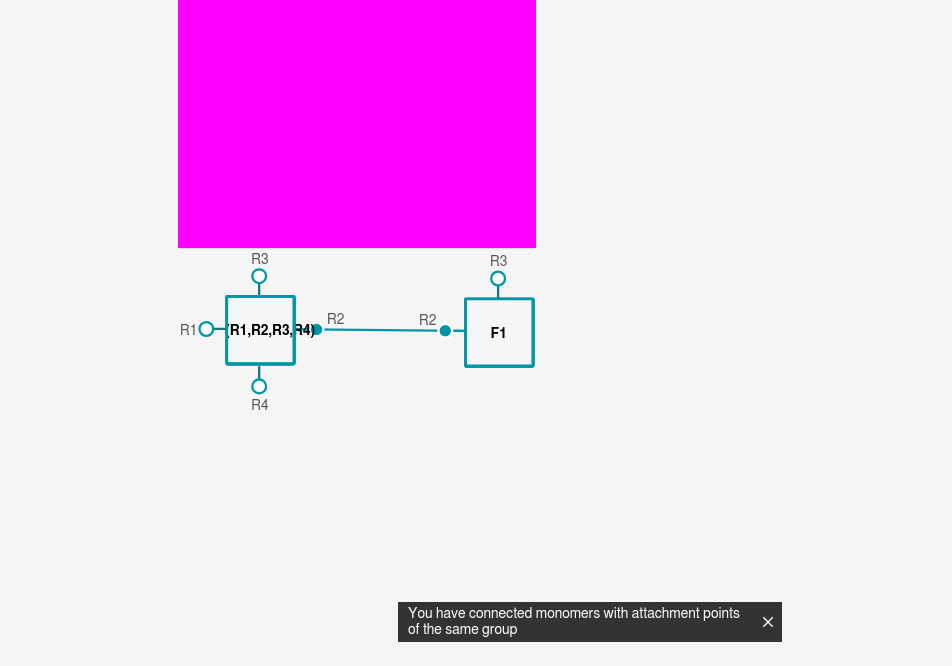 R3
R3
R1
(R1,R2,R3,R4)
R2
R2
F1
R4
You have connected monomers with attachment points
of the same group